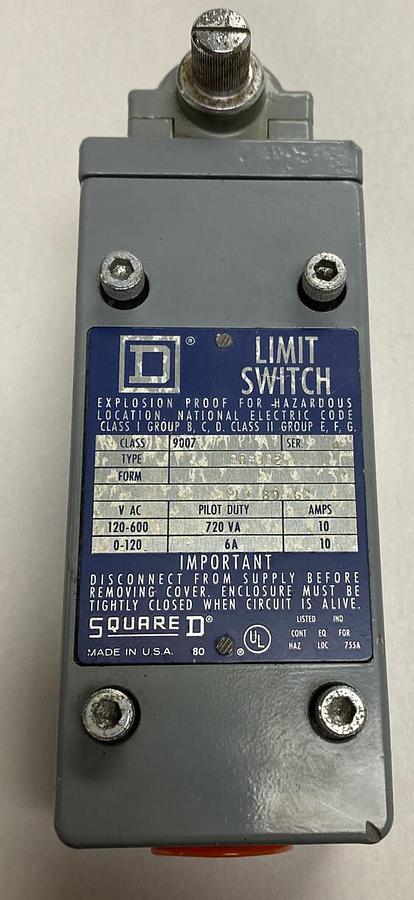 D ®
LIMIT
SWITCH
EXPLOSION PROOF FOR HAZARDOUS
LOCATION. NATIONAL ELECTRIC CODE
CLASS I GROUP B, C, D. CLASS II GROUP E, F, G.
CLASS 9007 SER
TYPE
FORM
V AC PILOT DUTY AMPS
120-600 720 VA 10
0-120 6A 10
IMPORTANT
DISCONNECT FROM SUPPLY BEFORE
REMOVING COVER. ENCLOSURE MUST BE
TIGHTLY CLOSED WHEN CIRCUIT IS ALIVE.
SQUARE D®
MADE IN U.S.A. 80
UL ®
LISTED IND
CONT EQ FOR
HAZ LOC 755A